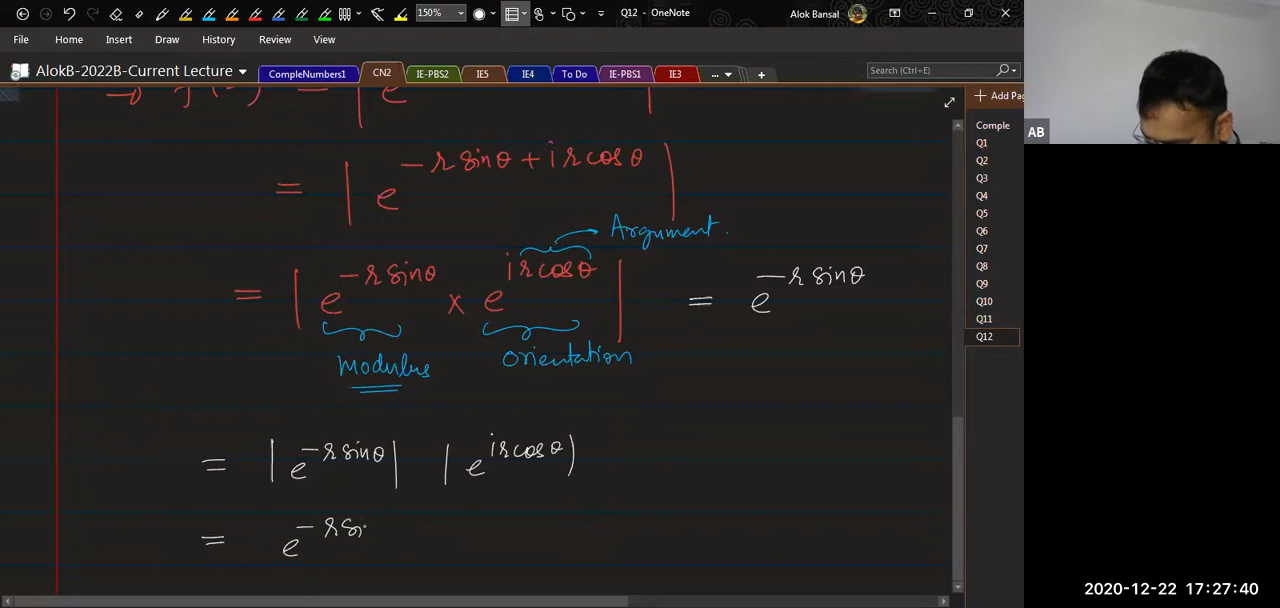 150% Q12 - OneNote Alok Bansal
File Home Insert Draw History Review View
AlokB-2022B-Current Lecture CompleNumbers1 CN2 IE-PBS2 IE5 IE4 To Do IE-PBS1 IE3 ... + Search (Ctrl+E)
+ Add Pag
= | e^{-r sinθ + i r cosθ} |
Argument.
= | e^{-r sinθ} × e^{i r cosθ} | = e^{-r sinθ}
modulus orientation
= | e^{-r sinθ} | | e^{i r cosθ} |
= e^{-r si
Comple
Q1
Q2
Q3
Q4
Q5
Q6
Q7
Q8
Q9
Q10
Q11
Q12
AB
2020-12-22 17:27:40